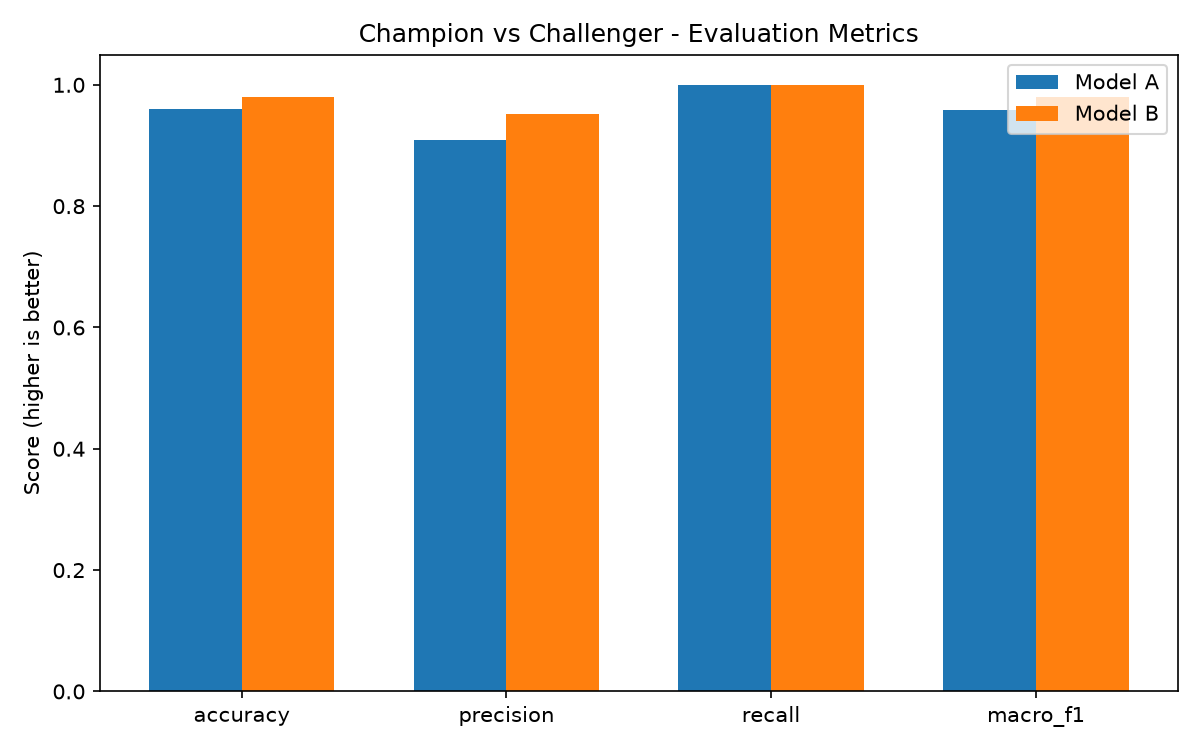 Champion vs Challenger - Evaluation Metrics
Model A
Model B
Score (higher is better)
1.0
0.8
0.6
0.4
0.2
0.0
accuracy
precision
recall
macro_f1